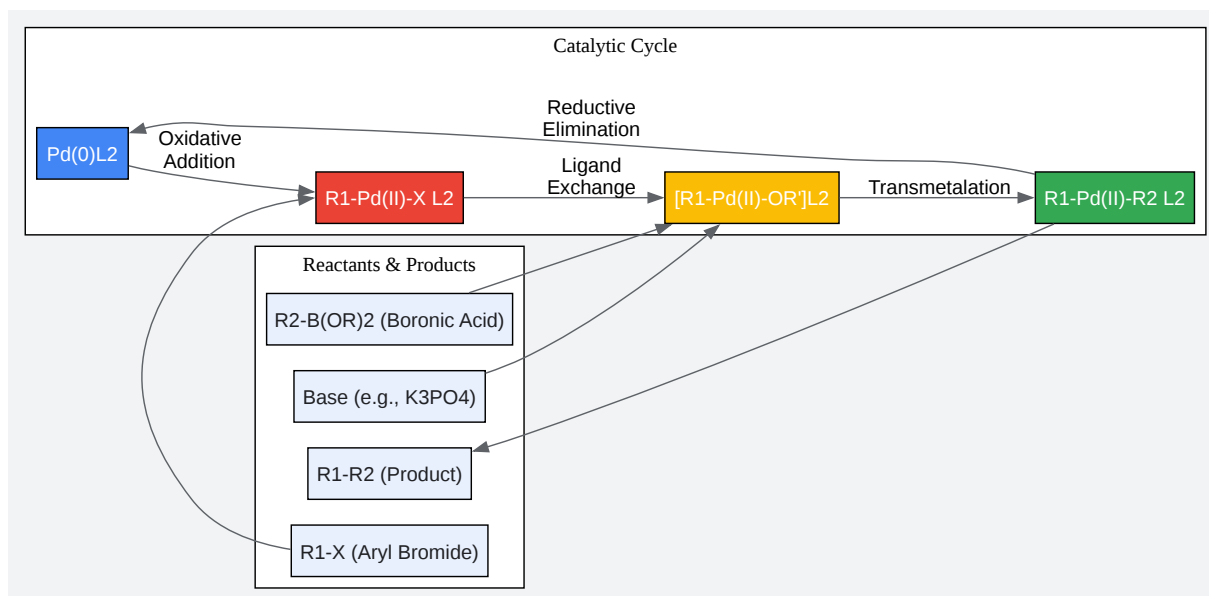 Catalytic Cycle
Reductive
Elimination
Oxidative
Addition
Pd(0)L2
Ligand
Exchange
Transmetalation
R1-Pd(II)-X L2
[R1-Pd(II)-OR']L2
R1-Pd(II)-R2 L2
Reactants & Products
R2-B(OR)2 (Boronic Acid)
Base (e.g., K3PO4)
R1-R2 (Product)
R1-X (Aryl Bromide)